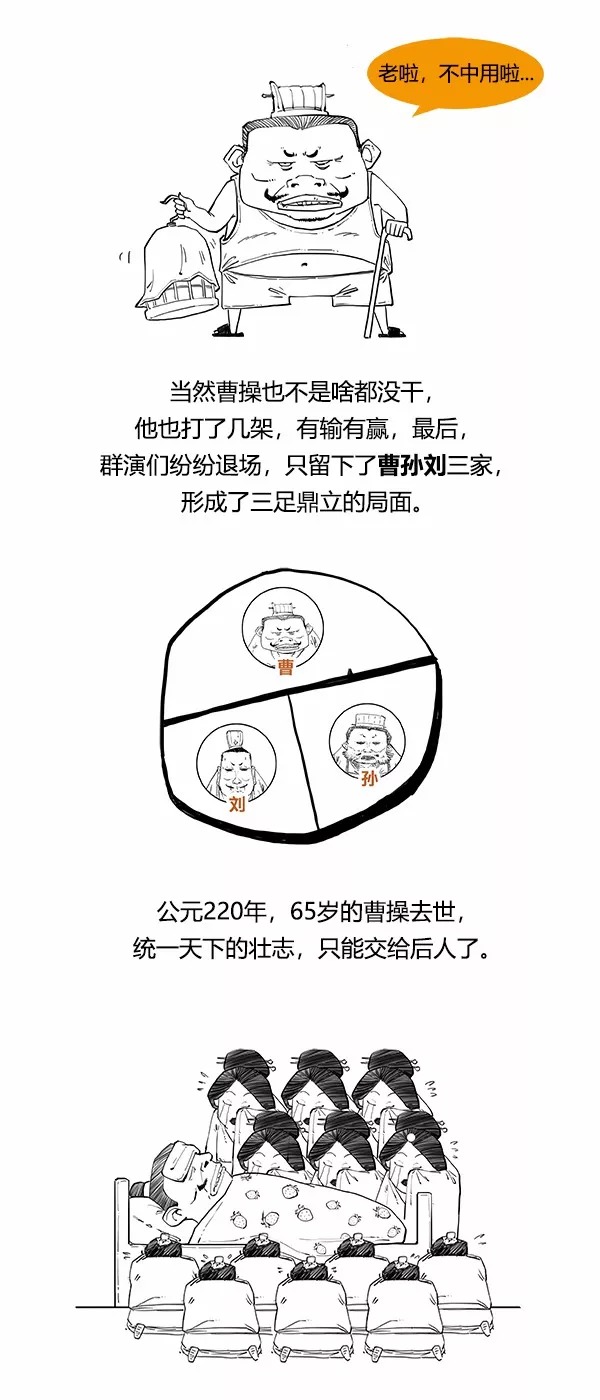 老啦，不中用啦...
当然曹操也不是啥都没干，
他也打了几架，有输有赢，最后，
群演们纷纷退场，只留下了曹孙刘三家，
形成了三足鼎立的局面。
曹
刘
孙
公元220年，65岁的曹操去世，
统一天下的壮志，只能交给后人了。